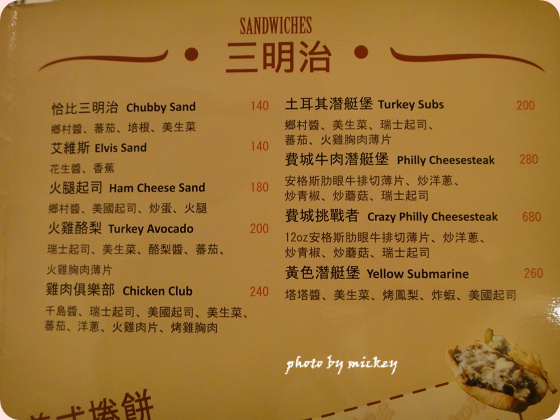 SANDWICHES
三明治
恰比三明治 Chubby Sand 140
鄉村醬、蕃茄、培根、美生菜
艾維斯 Elvis Sand 140
花生醬、香蕉
火腿起司 Ham Cheese Sand 180
鄉村醬、美國起司、炒蛋、火腿
火雞酪梨 Turkey Avocado 200
瑞士起司、美生菜、酪梨醬、蕃茄、
火雞胸肉薄片
雞肉俱樂部 Chicken Club 240
千島醬、瑞士起司、美國起司、美生菜、
蕃茄、洋蔥、火雞肉片、烤雞胸肉
土耳其潛艇堡 Turkey Subs 200
鄉村醬、美生菜、瑞士起司、
蕃茄、火雞胸肉薄片
費城牛肉潛艇堡 Philly Cheesesteak 280
安格斯肋眼牛排切薄片、炒洋蔥、
炒青椒、炒蘑菇、瑞士起司
費城挑戰者 Crazy Philly Cheesesteak 680
12oz安格斯肋眼牛排切薄片、炒洋蔥、
炒青椒、炒蘑菇、瑞士起司
黃色潛艇堡 Yellow Submarine 260
塔塔醬、美生菜、烤鳳梨、炸蝦、美國起司
photo by mickey
式捲餅